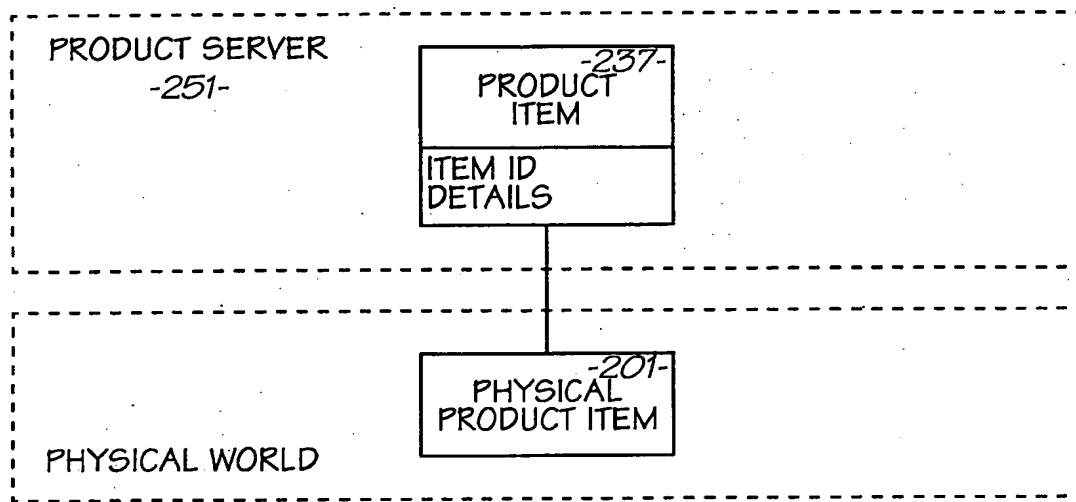 PRODUCT SERVER
-251-
-237-
PRODUCT
ITEM
ITEM ID
DETAILS
-201-
PHYSICAL
PRODUCT ITEM
PHYSICAL WORLD